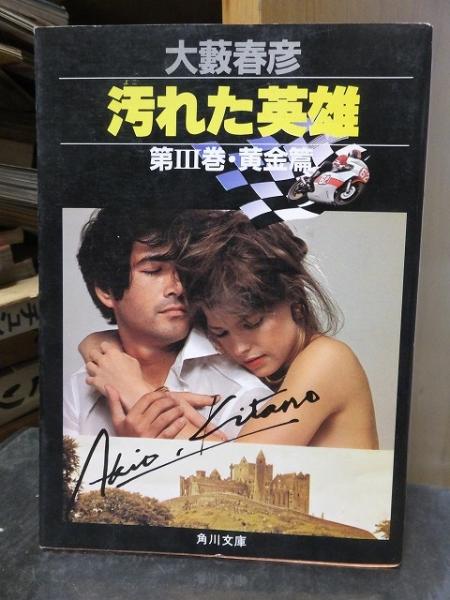 大藪春彦
汚れた英雄
第III巻・黄金篇
Akio. Kitano
角川文庫